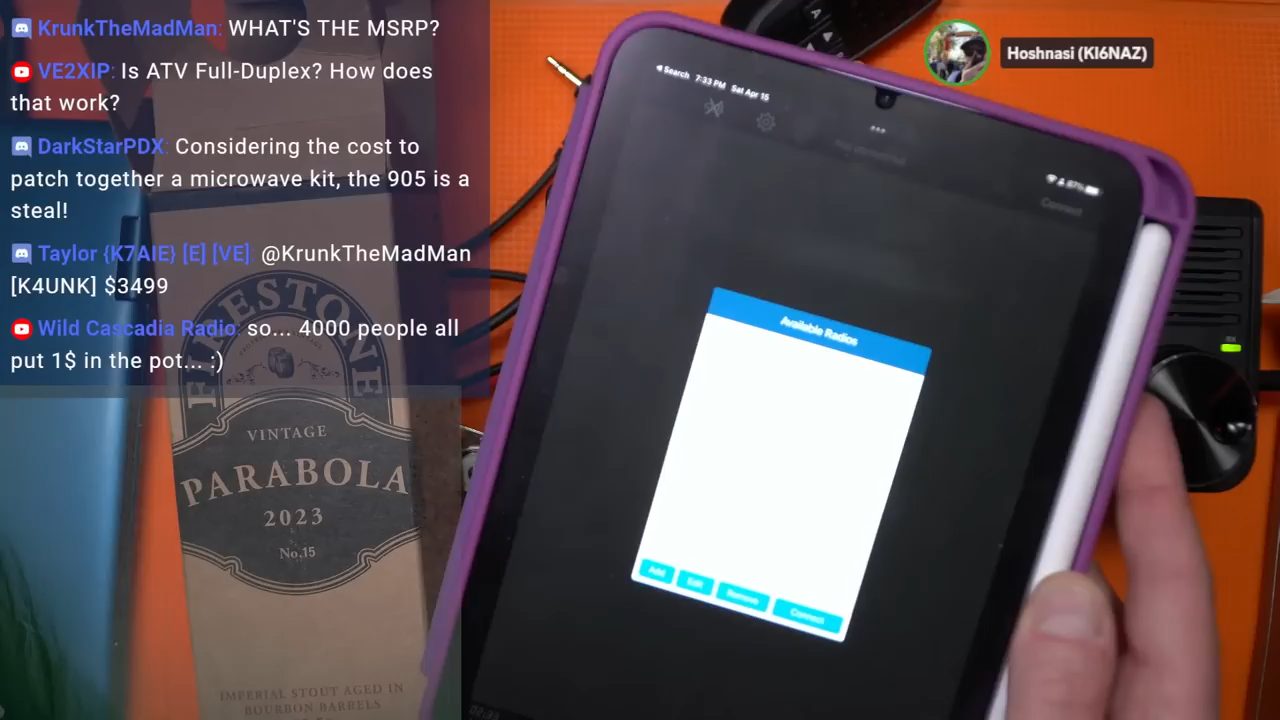 KrunkTheMadMan: WHAT'S THE MSRP?
VE2XIP: Is ATV Full-Duplex? How does
that work?
DarkStarPDX: Considering the cost to
patch together a microwave kit, the 905 is a
steal!
Taylor {K7AIE} [E] [VE]: @KrunkTheMadMan
[K4UNK] $3499
Wild Cascadia Radio: so... 4000 people all
put 1$ in the pot... :)
FIRESTONE
VINTAGE
PARABOLA
2023
No.15
IMPERIAL STOUT AGED IN
BOURBON BARRELS
Hoshnasi (KI6NAZ)
Search 7:33 PM Sat Apr 15
87%
Connect
Available Radios
Add Edit Remove Connect